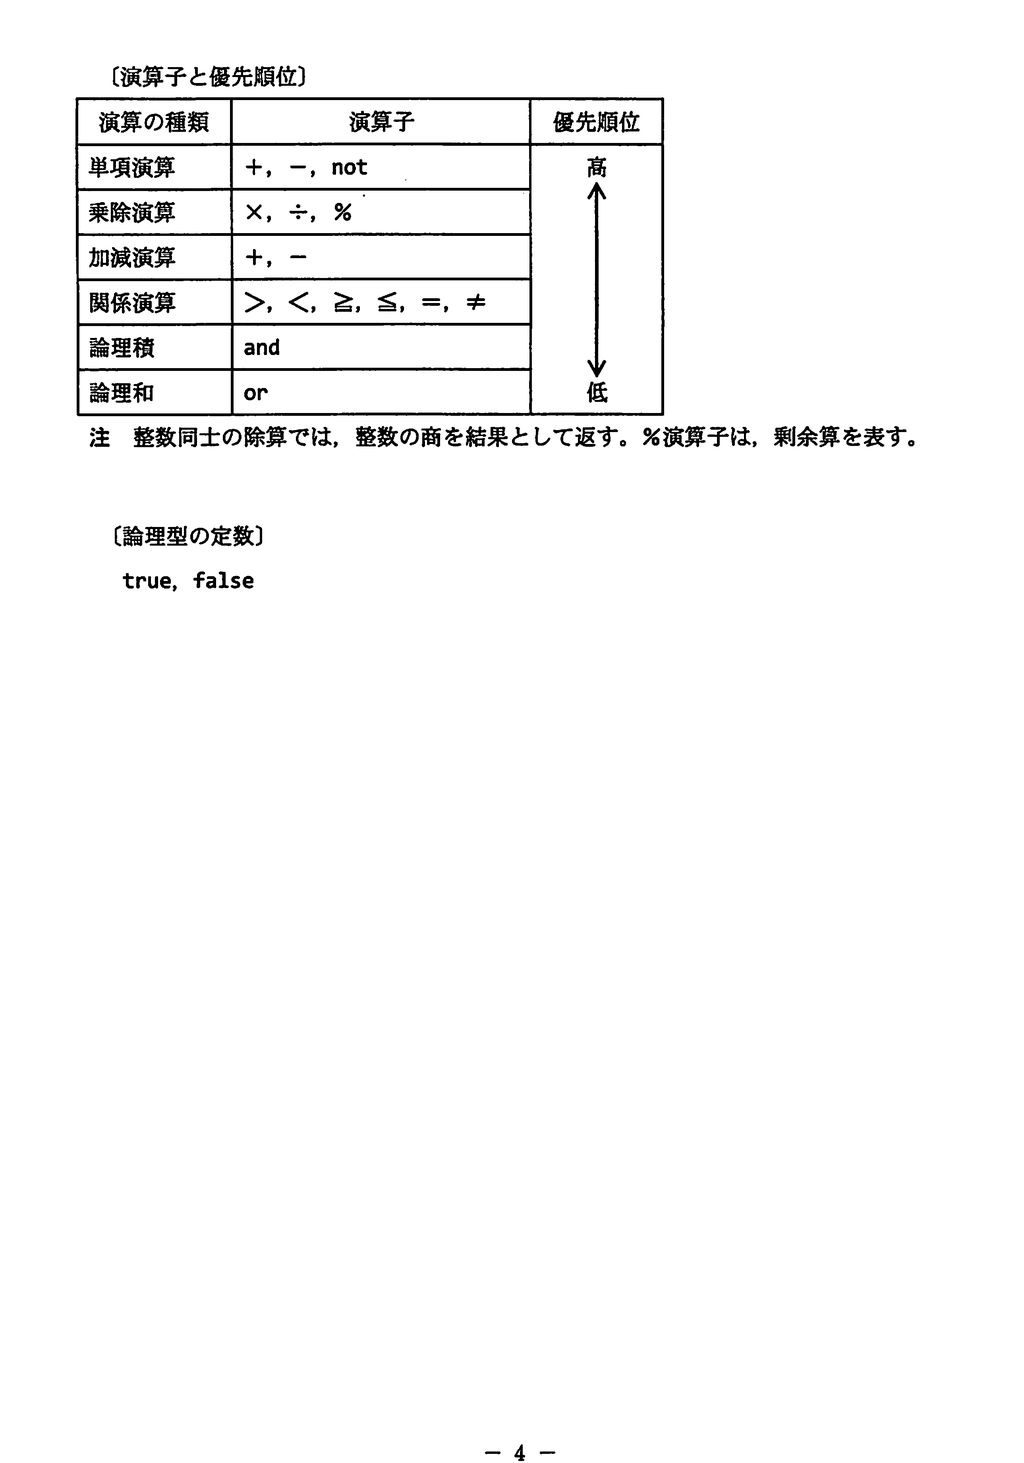 〔演算子と優先順位〕
演算の種類 演算子 優先順位
単項演算 +, −, not 高
乗除演算 ×, ÷, %
加減演算 +, −
関係演算 >, <, ≧, ≦, =, ≠
論理積 and
論理和 or 低
注 整数同士の除算では，整数の商を結果として返す。%演算子は，剰余算を表す。
〔論理型の定数〕
true, false
− 4 −